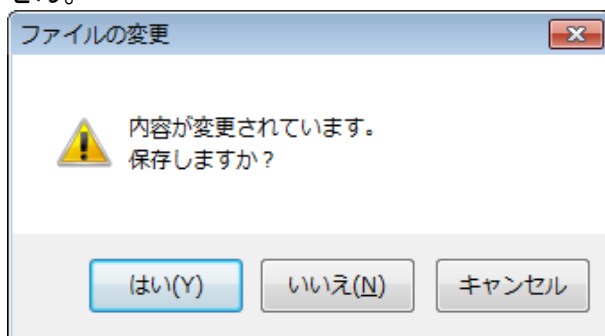 ファイルの変更
内容が変更されています。
保存しますか？
はい(Y)
いいえ(N)
キャンセル